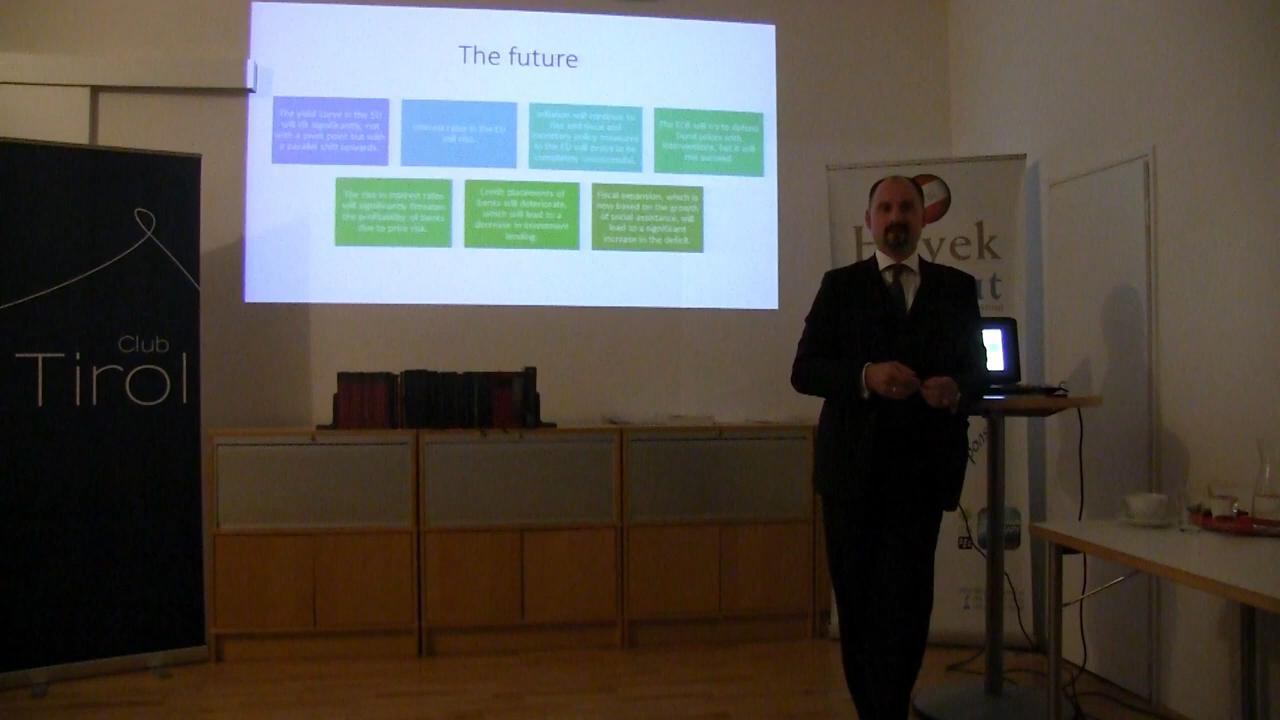 The future
The yield curve in the EU
will tilt significantly, not
with a pivot point but with
a parallel shift upwards.
Interest rates in the EU
will rise.
Inflation will continue to
rise and fiscal and
monetary policy measures
in the EU will prove to be
completely unsuccessful.
The ECB will try to defend
bond prices with
interventions, but it will
not succeed.
The rise in interest rates
will significantly threaten
the profitability of banks
due to price risk.
Credit placements of
banks will deteriorate,
which will lead to a
decrease in investment
lending.
Fiscal expansion, which is
now based on the growth
of social assistance, will
lead to a significant
increase in the deficit.
Club
Tirol